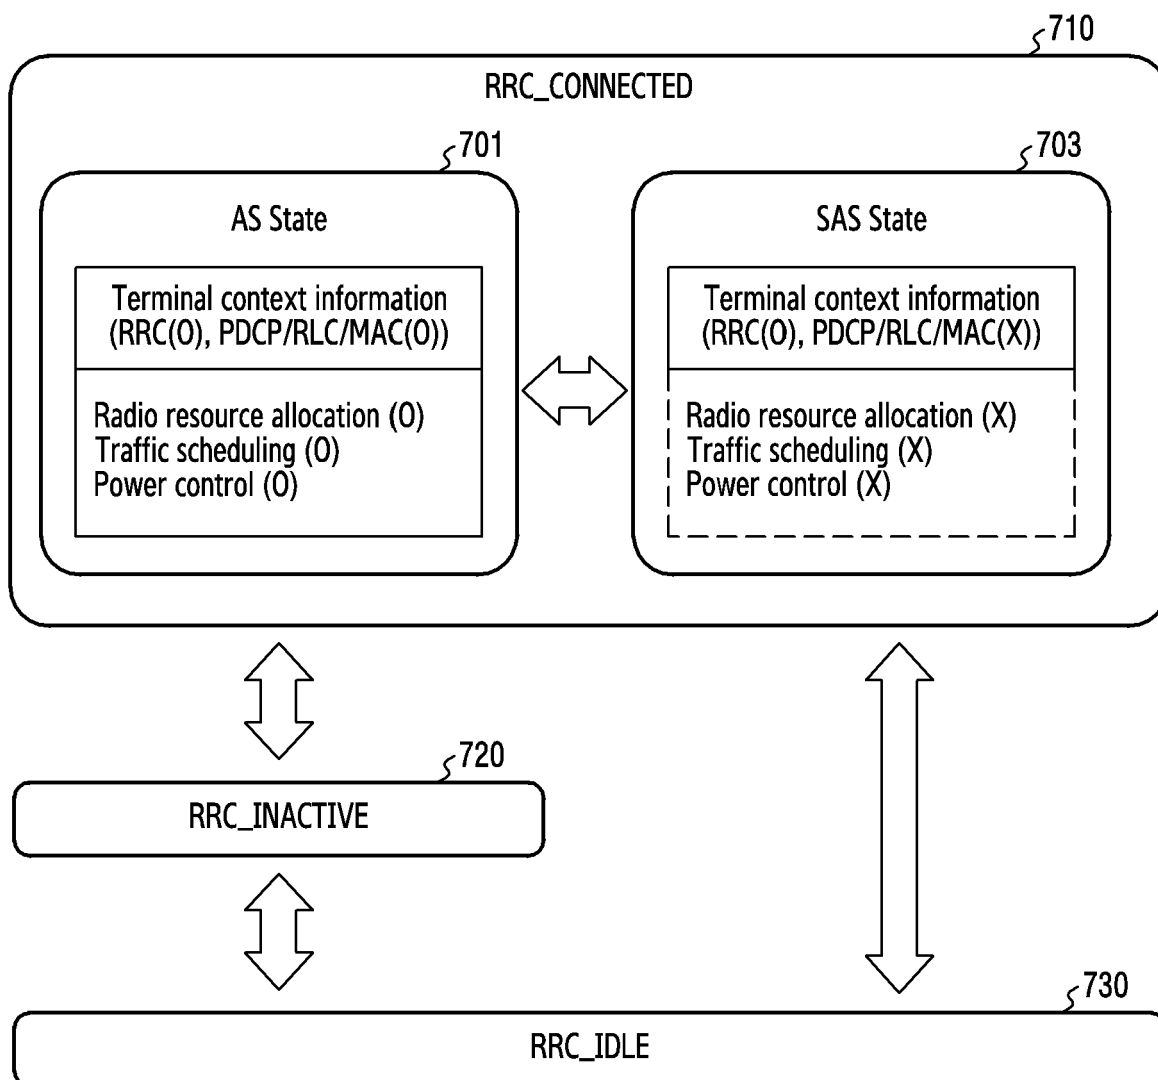 710
RRC_CONNECTED
701
703
AS State
SAS State
Terminal context information
(RRC(O), PDCP/RLC/MAC(O))
Terminal context information
(RRC(O), PDCP/RLC/MAC(X))
Radio resource allocation (O)
Traffic scheduling (O)
Power control (O)
Radio resource allocation (X)
Traffic scheduling (X)
Power control (X)
720
RRC_INACTIVE
730
RRC_IDLE